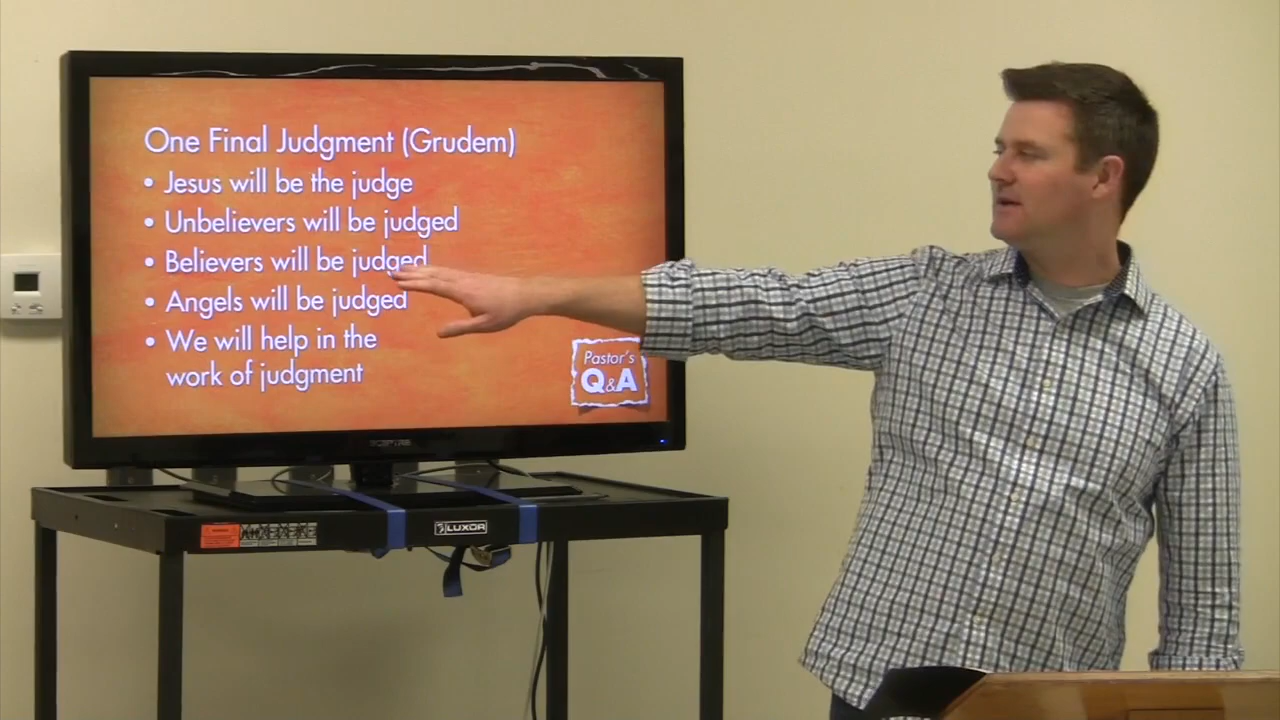 One Final Judgment (Grudem)
• Jesus will be the judge
• Unbelievers will be judged
• Believers will be judged
• Angels will be judged
• We will help in the
work of judgment
Pastor's
Q&A
SCEPTRE
LUXOR